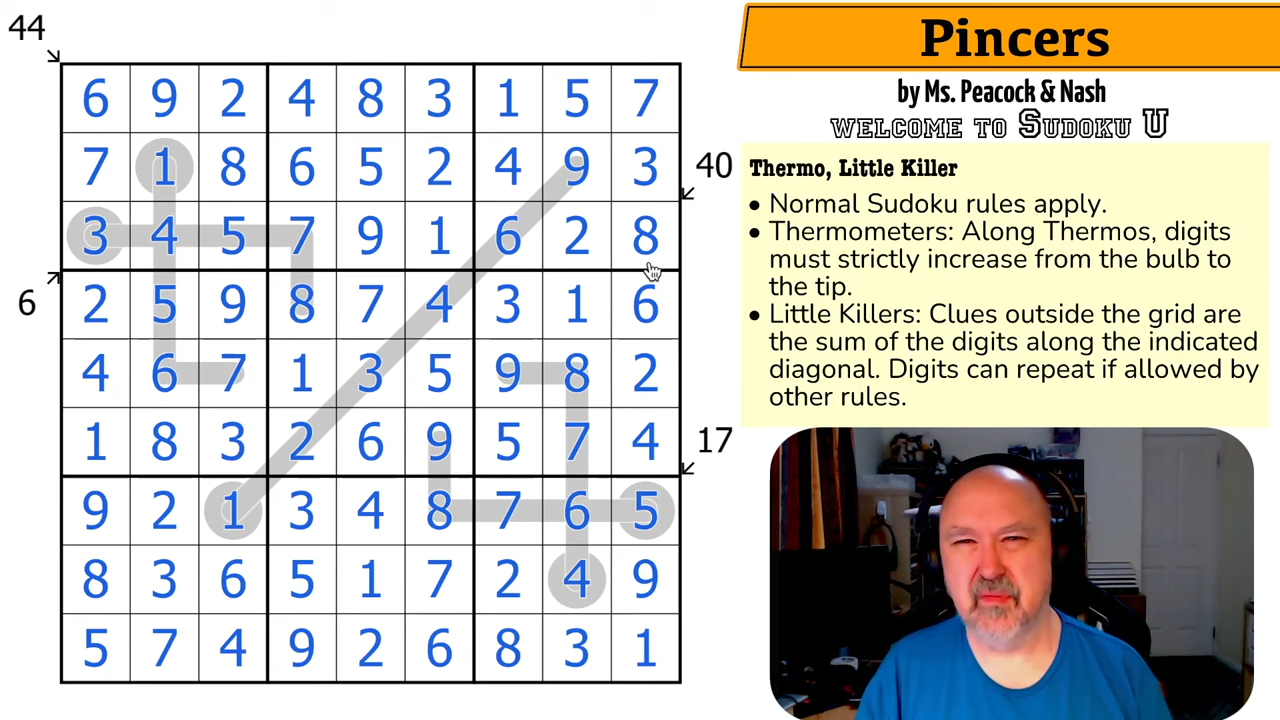 44
Pincers
by Ms. Peacock & Nash
WELCOME TO SUDOKU U
6 9 2 4 8 3 1 5 7
7 1 8 6 5 2 4 9 3
40
3 4 5 7 9 1 6 2 8
6
2 5 9 8 7 4 3 1 6
4 6 7 1 3 5 9 8 2
1 8 3 2 6 9 5 7 4
17
9 2 1 3 4 8 7 6 5
8 3 6 5 1 7 2 4 9
5 7 4 9 2 6 8 3 1
Thermo, Little Killer
• Normal Sudoku rules apply.
• Thermometers: Along Thermos, digits
must strictly increase from the bulb to
the tip.
• Little Killers: Clues outside the grid are
the sum of the digits along the indicated
diagonal. Digits can repeat if allowed by
other rules.